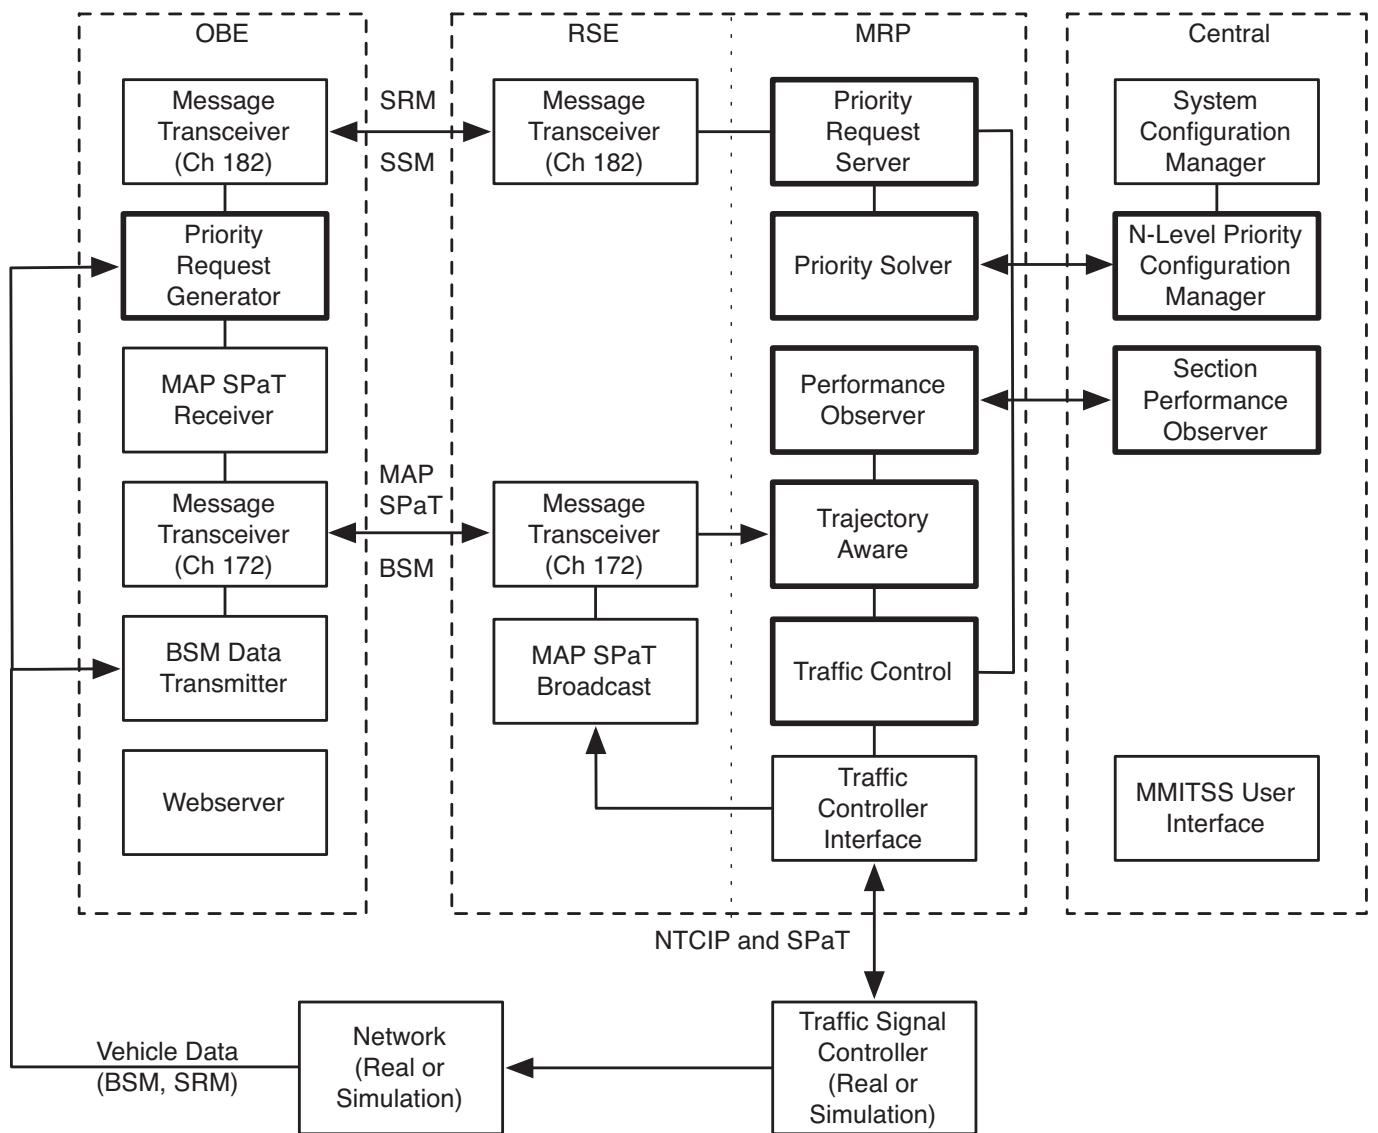 OBE
RSE
MRP
Central
Message
Transceiver
(Ch 182)
SRM
SSM
Message
Transceiver
(Ch 182)
Priority
Request
Server
System
Configuration
Manager
Priority
Request
Generator
Priority Solver
N-Level Priority
Configuration
Manager
MAP SPaT
Receiver
Performance
Observer
Section
Performance
Observer
Message
Transceiver
(Ch 172)
MAP
SPaT
BSM
Message
Transceiver
(Ch 172)
Trajectory
Aware
BSM Data
Transmitter
MAP SPaT
Broadcast
Traffic Control
Webserver
Traffic
Controller
Interface
MMITSS User
Interface
NTCIP and SPaT
Vehicle Data
(BSM, SRM)
Network
(Real or
Simulation)
Traffic Signal
Controller
(Real or
Simulation)